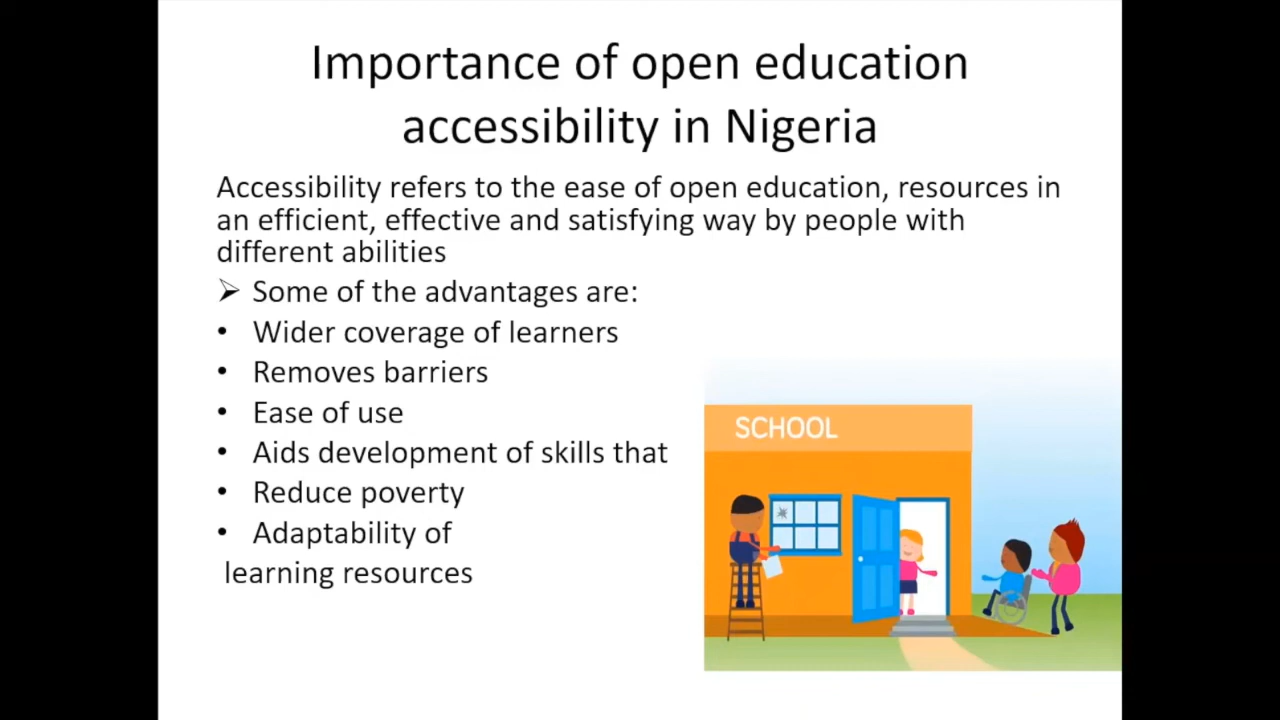 Importance of open education
accessibility in Nigeria
Accessibility refers to the ease of open education, resources in
an efficient, effective and satisfying way by people with
different abilities
➢ Some of the advantages are:
• Wider coverage of learners
• Removes barriers
• Ease of use
• Aids development of skills that
• Reduce poverty
• Adaptability of
learning resources
SCHOOL